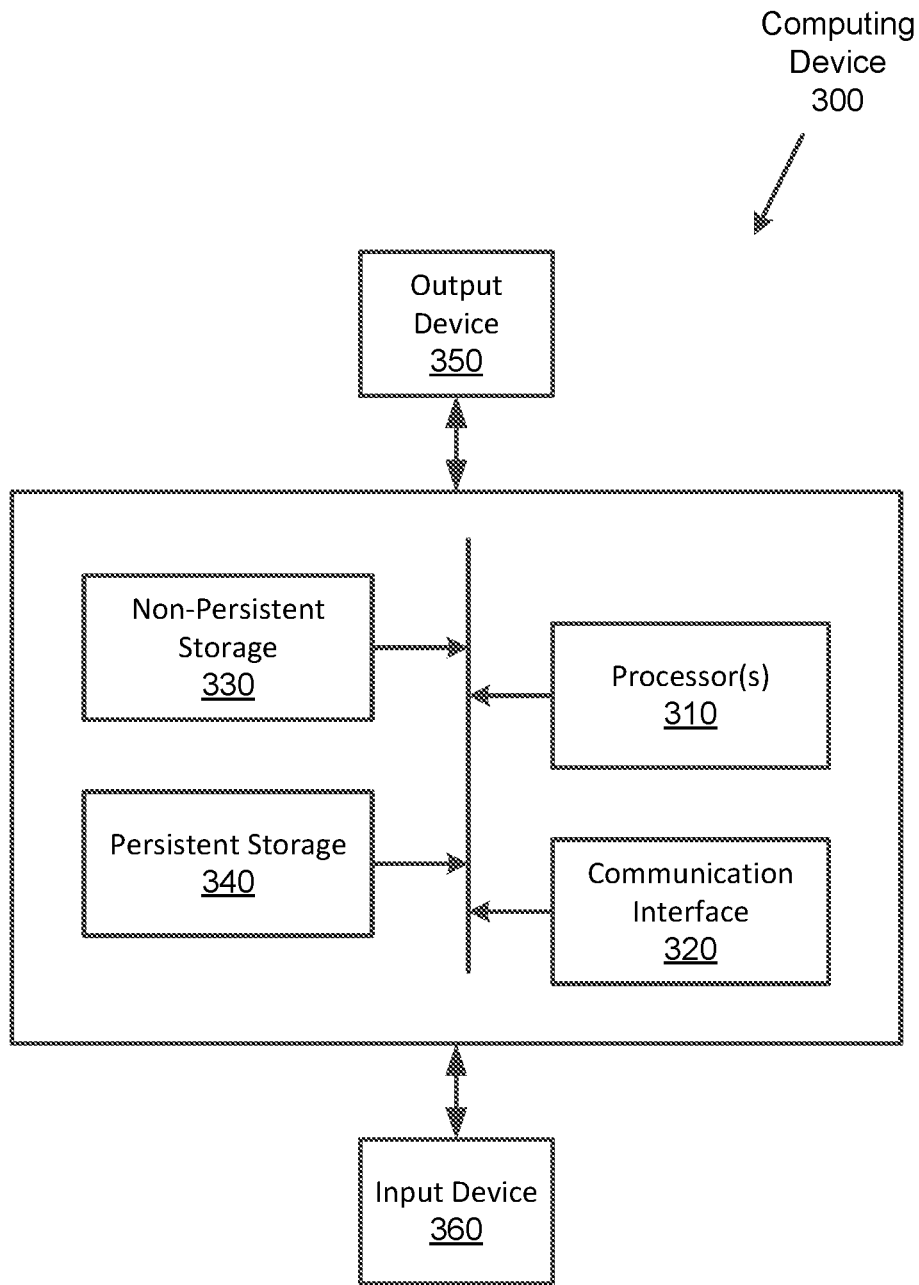 Computing
Device
300
Output
Device
350
Non-Persistent
Storage
330
Processor(s)
310
Persistent Storage
340
Communication
Interface
320
Input Device
360